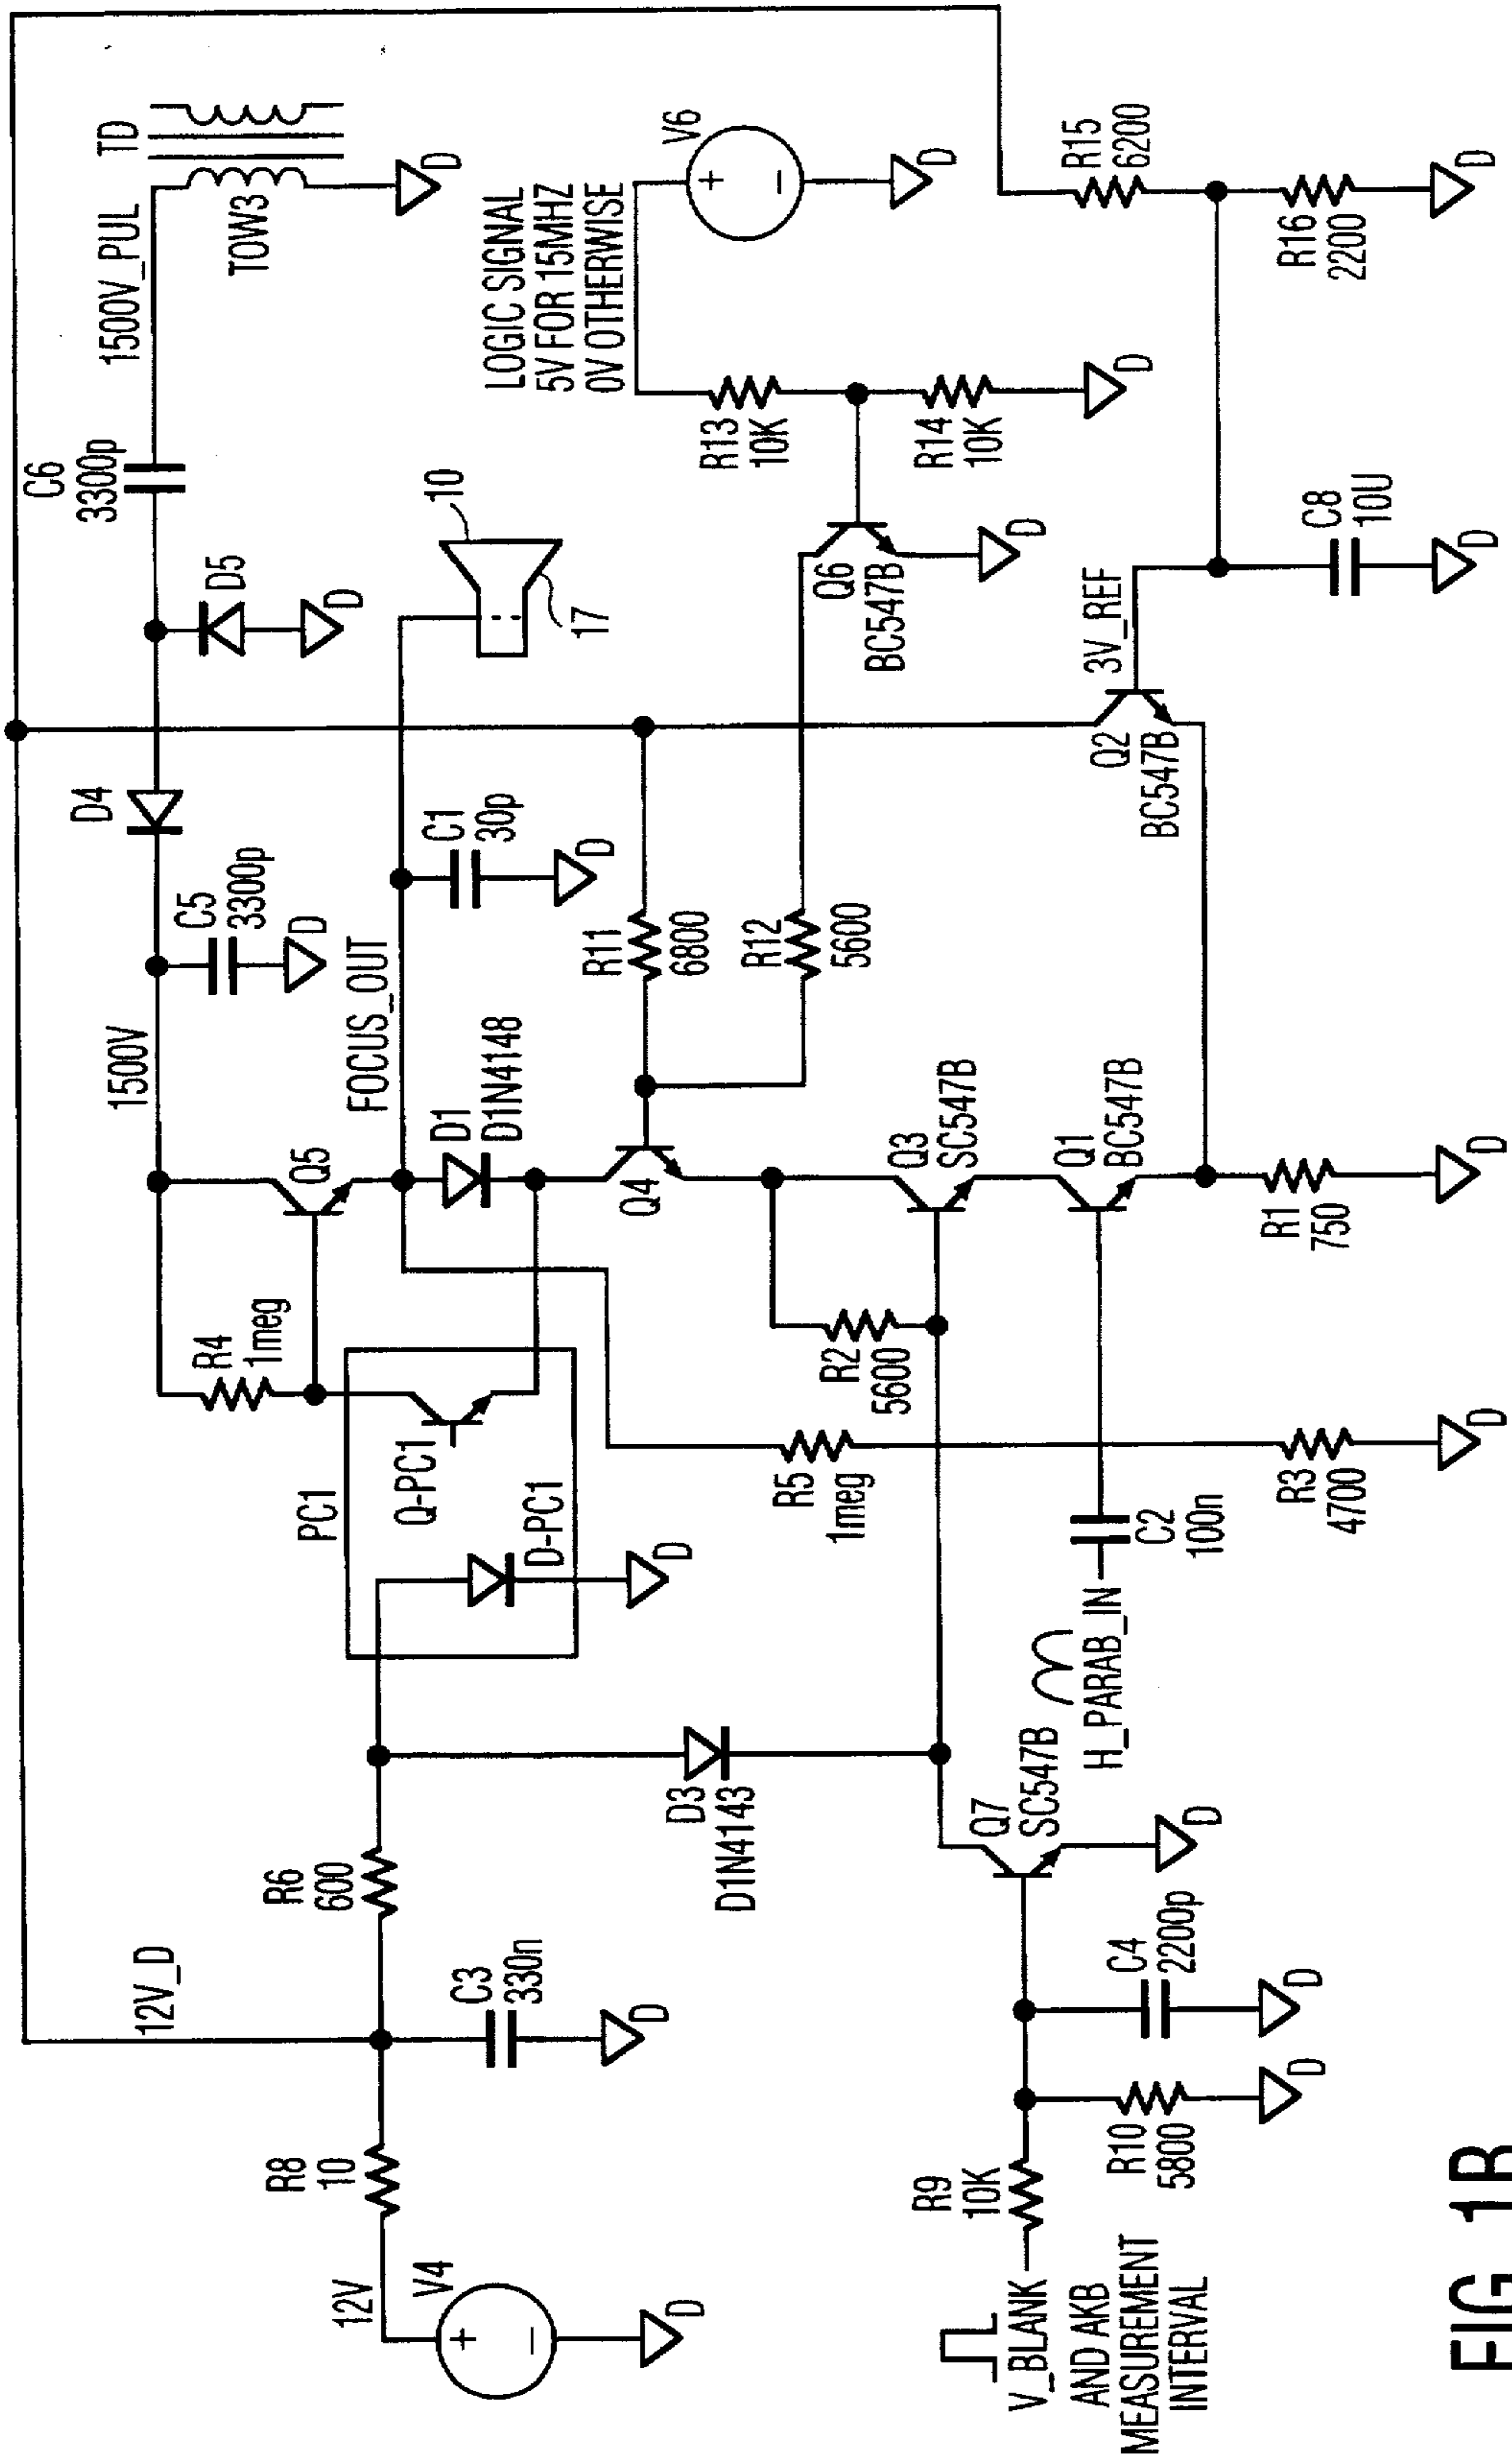 12V
V4
+
−
D
R8
10
12V_D
C3
330n
D
R6
600
D3
D1N4143
PC1
Q-PC1
D-PC1
D
R4
1meg
Q5
1500V
C5
3300p
D
D4
D5
D
C6
3300p
1500V_PUL
TD
TOW3
D
FOCUS_OUT
D1
D1N4148
C1
30p
D
10
17
Q4
R11
6800
R12
5600
LOGIC SIGNAL
5V FOR 15MHZ
0V OTHERWISE
V6
+
−
D
R13
10K
R14
10K
D
Q6
BC547B
D
R2
5600
Q3
SC547B
Q1
BC547B
R5
1meg
R3
4700
D
R1
750
D
Q2
BC547B
3V_REF
C8
10U
D
R15
6200
R16
2200
D
H_PARAB_IN
C2
100n
Q7
SC547B
D
V_BLANK
AND AKB
MEASUREMENT
INTERVAL
R9
10K
R10
5800
D
C4
2200p
D
FIG. 1B